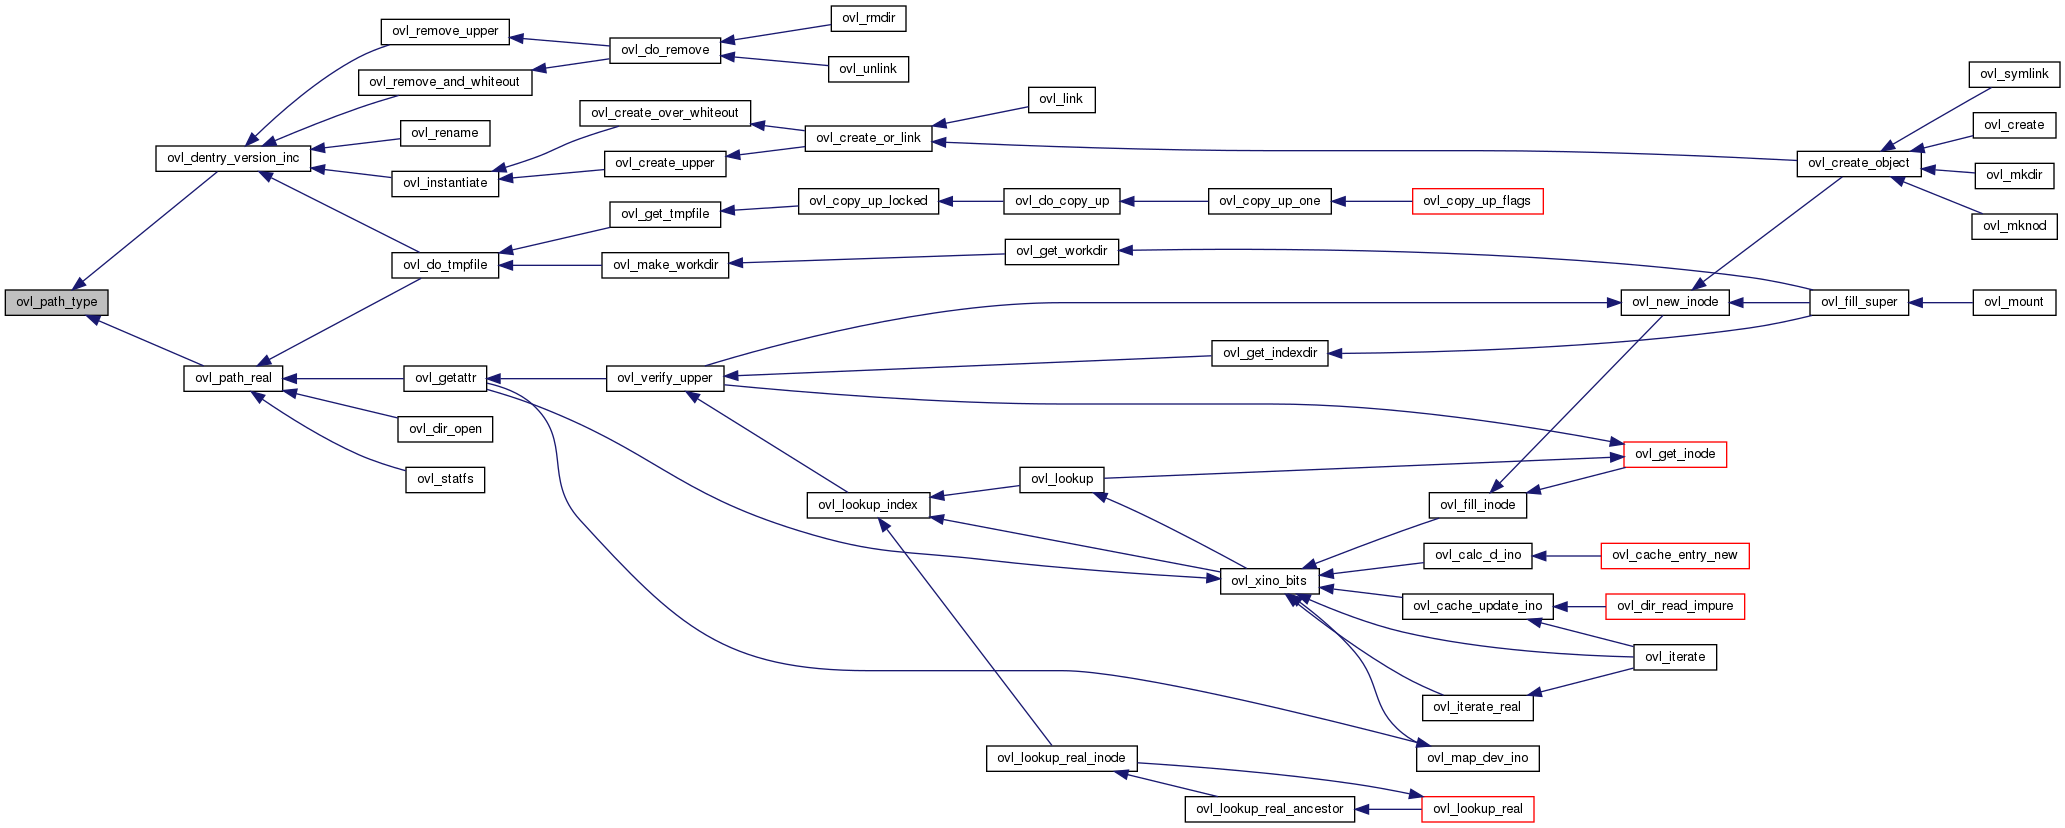 ovl_rmdir
ovl_remove_upper
ovl_do_remove
ovl_unlink
ovl_symlink
ovl_remove_and_whiteout
ovl_link
ovl_create_over_whiteout
ovl_create
ovl_rename
ovl_create_or_link
ovl_dentry_version_inc
ovl_create_upper
ovl_create_object
ovl_mkdir
ovl_instantiate
ovl_copy_up_locked
ovl_do_copy_up
ovl_copy_up_one
ovl_copy_up_flags
ovl_get_tmpfile
ovl_mknod
ovl_get_workdir
ovl_do_tmpfile
ovl_make_workdir
ovl_path_type
ovl_new_inode
ovl_fill_super
ovl_mount
ovl_get_indexdir
ovl_path_real
ovl_getattr
ovl_verify_upper
ovl_dir_open
ovl_get_inode
ovl_statfs
ovl_lookup
ovl_lookup_index
ovl_fill_inode
ovl_calc_d_ino
ovl_cache_entry_new
ovl_xino_bits
ovl_cache_update_ino
ovl_dir_read_impure
ovl_iterate
ovl_iterate_real
ovl_lookup_real_inode
ovl_map_dev_ino
ovl_lookup_real_ancestor
ovl_lookup_real